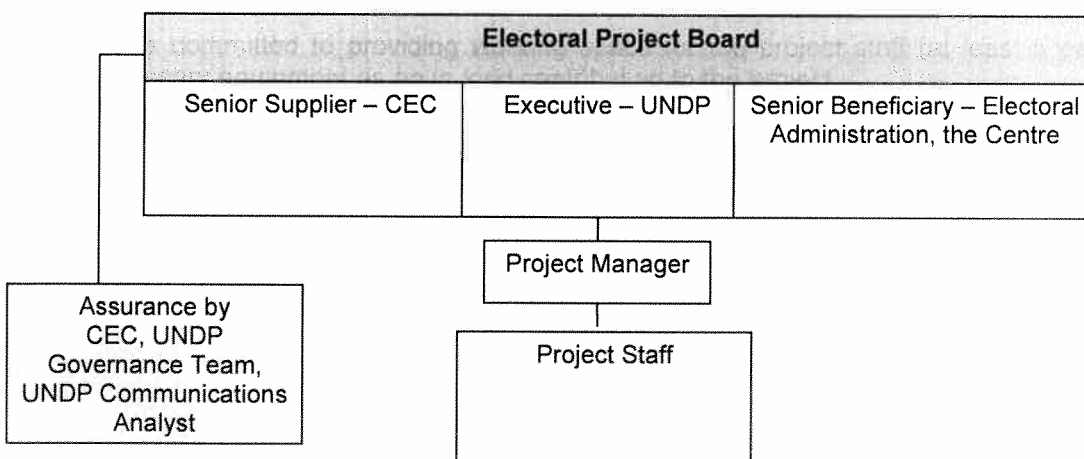 Electoral Project Board
Senior Supplier – CEC
Executive – UNDP
Senior Beneficiary – Electoral
Administration, the Centre
Project Manager
Assurance by
CEC, UNDP
Governance Team,
UNDP Communications
Analyst
Project Staff